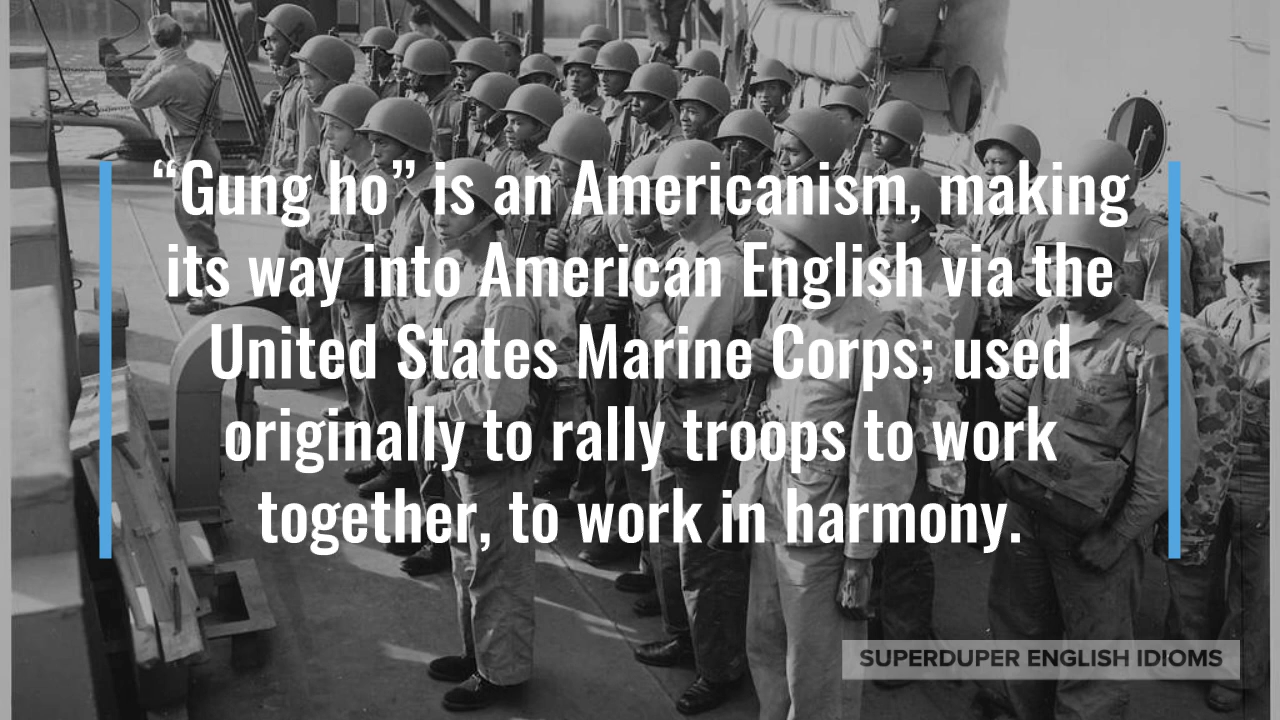 “Gung ho” is an Americanism, making
its way into American English via the
United States Marine Corps; used
originally to rally troops to work
together, to work in harmony.
SUPERDUPER ENGLISH IDIOMS